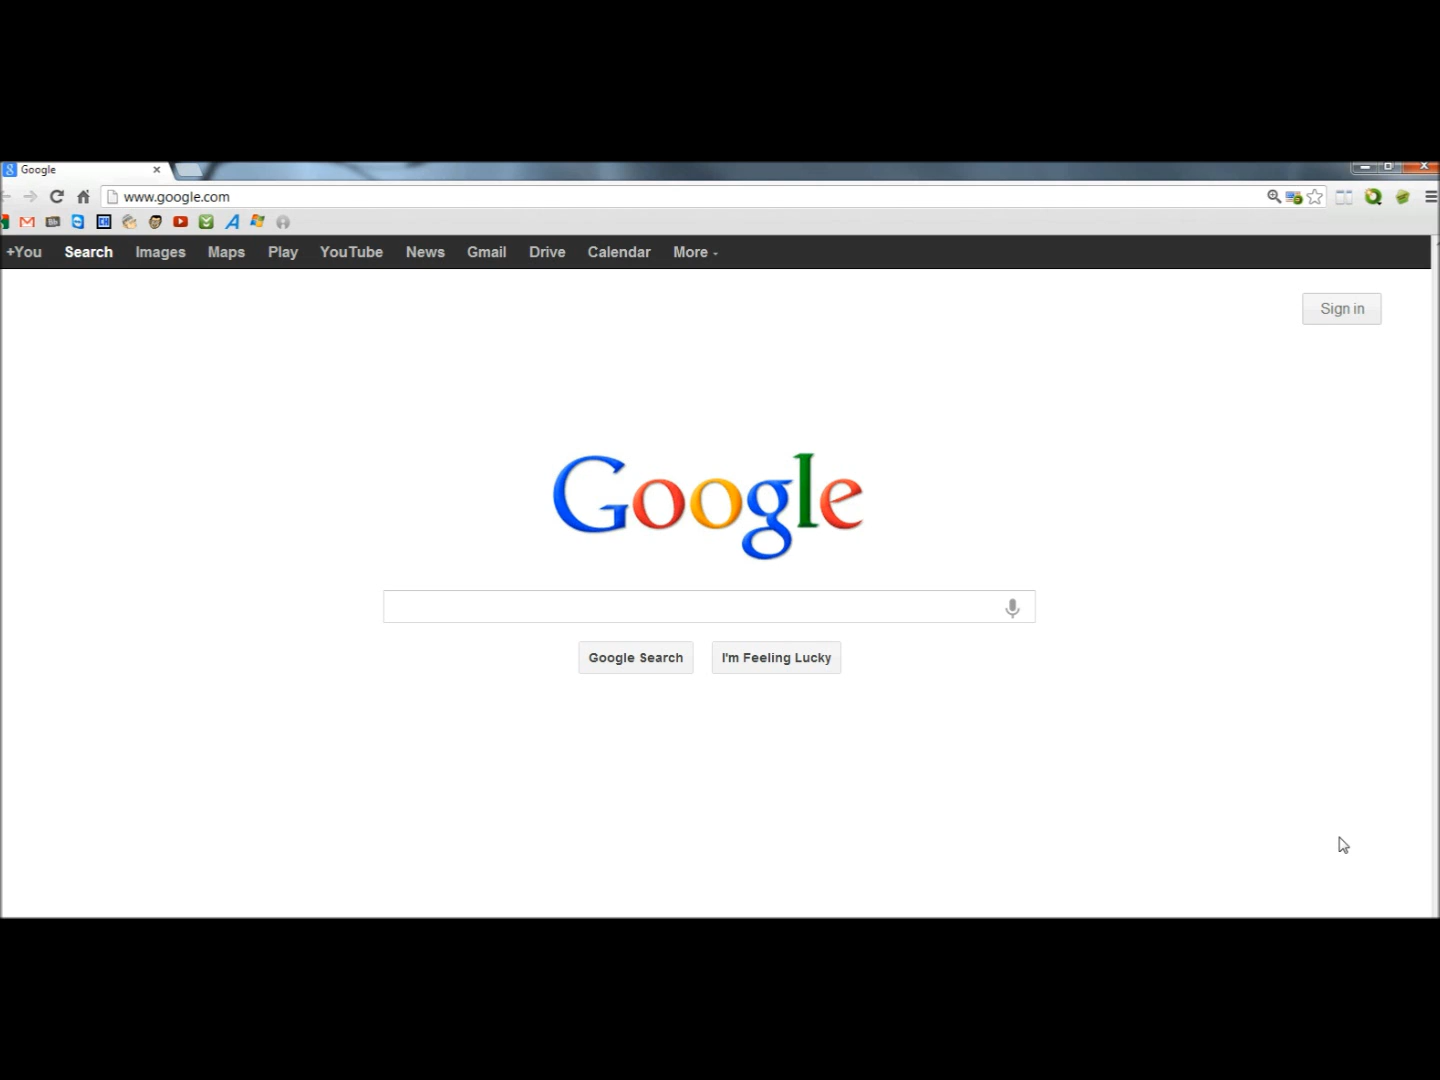 Google
www.google.com
+You Search Images Maps Play YouTube News Gmail Drive Calendar More
Sign in
Google
Google Search I'm Feeling Lucky